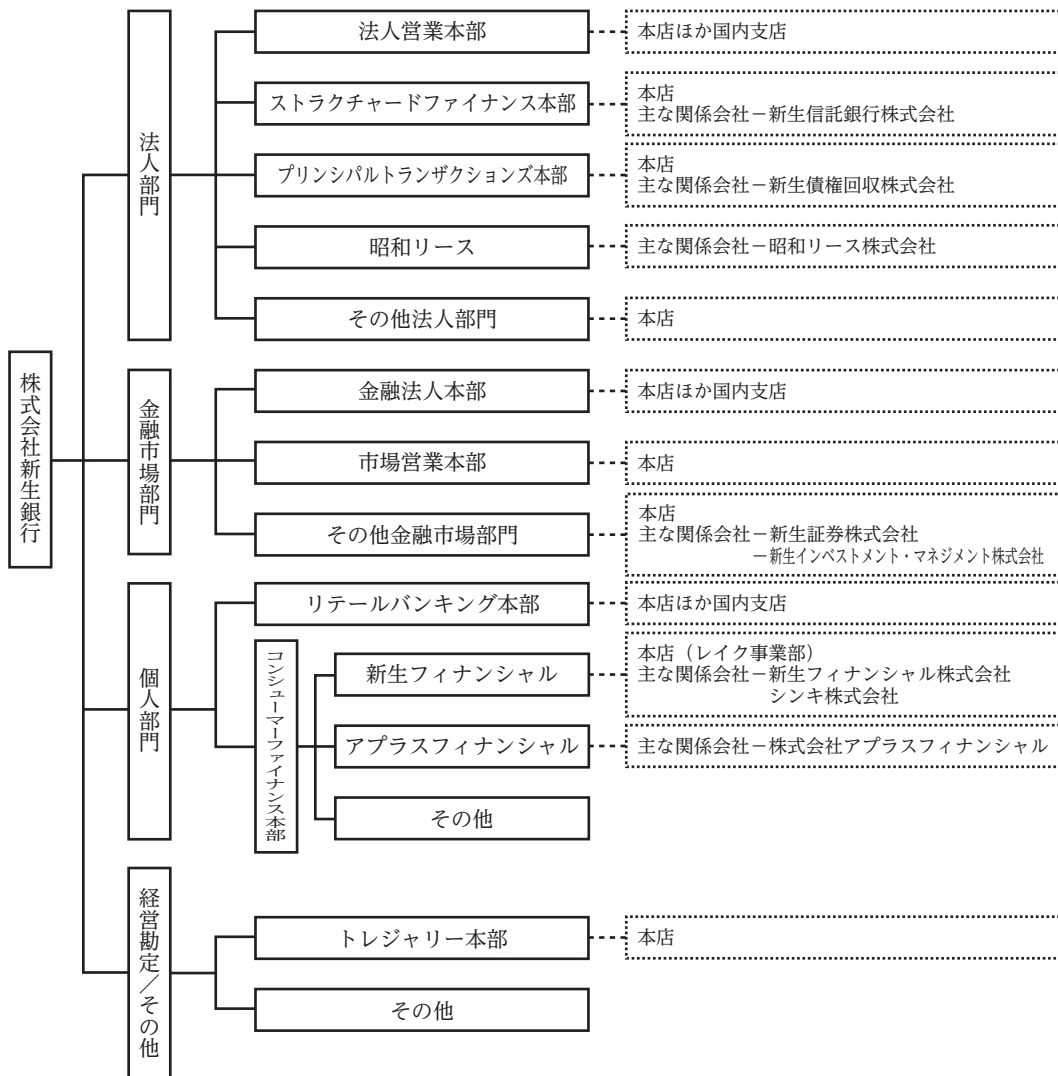 株式会社新生銀行
法人部門
法人営業本部
本店ほか国内支店
ストラクチャードファイナンス本部
本店
主な関係会社－新生信託銀行株式会社
プリンシパルトランザクションズ本部
本店
主な関係会社－新生債権回収株式会社
昭和リース
主な関係会社－昭和リース株式会社
その他法人部門
本店
金融市場部門
金融法人本部
本店ほか国内支店
市場営業本部
本店
その他金融市場部門
本店
主な関係会社－新生証券株式会社
－新生インベストメント・マネジメント株式会社
個人部門
リテールバンキング本部
本店ほか国内支店
コンシューマーファイナンス本部
新生フィナンシャル
本店（レイク事業部）
主な関係会社－新生フィナンシャル株式会社
シンキ株式会社
アプラスフィナンシャル
主な関係会社－株式会社アプラスフィナンシャル
その他
経営勘定／その他
トレジャリー本部
本店
その他